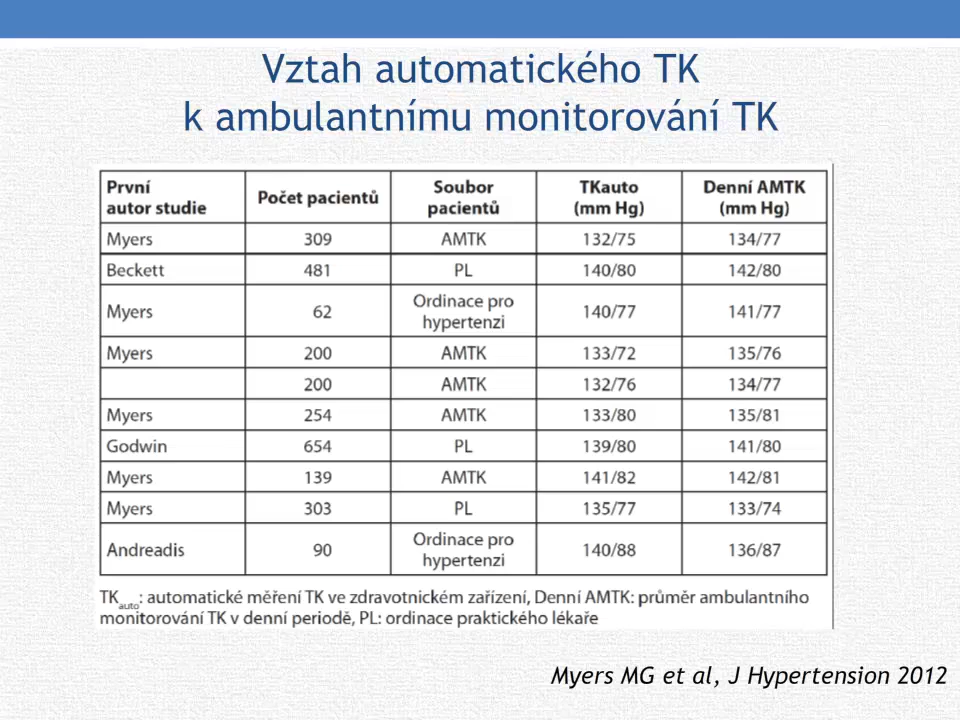 Vztah automatického TK
k ambulantnímu monitorování TK
První autor studie | Počet pacientů | Soubor pacientů | TKauto (mm Hg) | Denní AMTK (mm Hg)
Myers | 309 | AMTK | 132/75 | 134/77
Beckett | 481 | PL | 140/80 | 142/80
Myers | 62 | Ordinace pro hypertenzi | 140/77 | 141/77
Myers | 200 | AMTK | 133/72 | 135/76
| 200 | AMTK | 132/76 | 134/77
Myers | 254 | AMTK | 133/80 | 135/81
Godwin | 654 | PL | 139/80 | 141/80
Myers | 139 | AMTK | 141/82 | 142/81
Myers | 303 | PL | 135/77 | 133/74
Andreadis | 90 | Ordinace pro hypertenzi | 140/88 | 136/87
TKauto: automatické měření TK ve zdravotnickém zařízení, Denní AMTK: průměr ambulantního
monitorování TK v denní periodě, PL: ordinace praktického lékaře
Myers MG et al, J Hypertension 2012